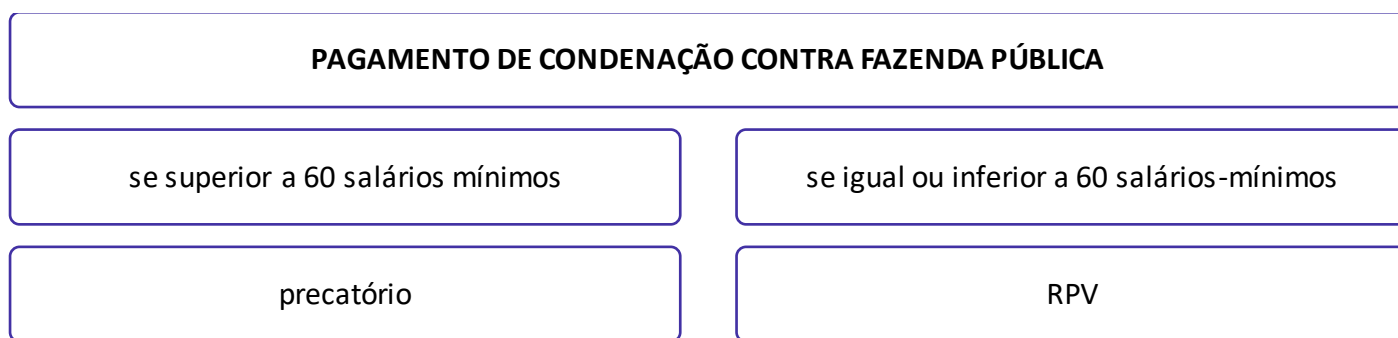 PAGAMENTO DE CONDENAÇÃO CONTRA FAZENDA PÚBLICA
se superior a 60 salários mínimos
se igual ou inferior a 60 salários-mínimos
precatório
RPV